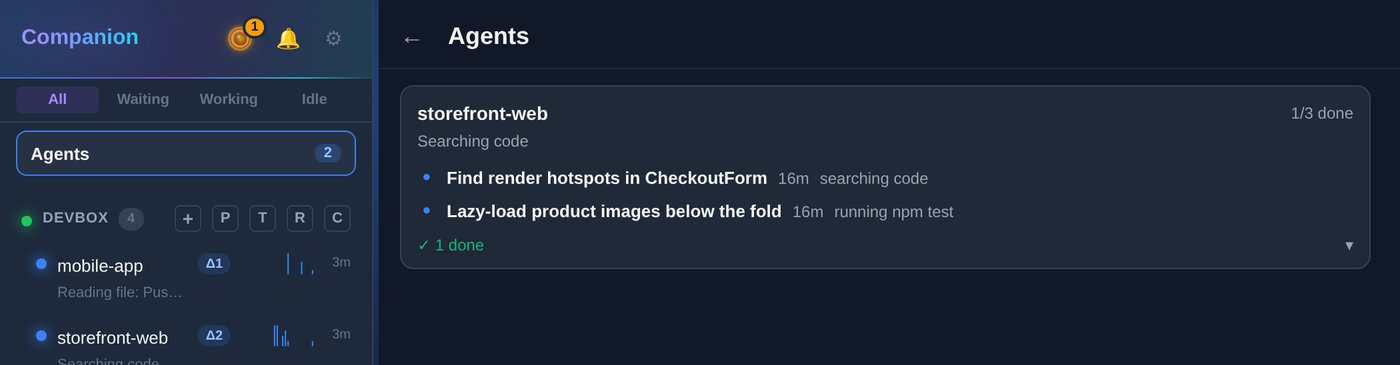 Companion
1
All Waiting Working Idle
Agents 2
DEVBOX 4 + P T R C
mobile-app Δ1 3m
Reading file: Pus…
storefront-web Δ2 3m
Searching code
← Agents
storefront-web 1/3 done
Searching code
Find render hotspots in CheckoutForm 16m searching code
Lazy-load product images below the fold 16m running npm test
✓ 1 done ▾